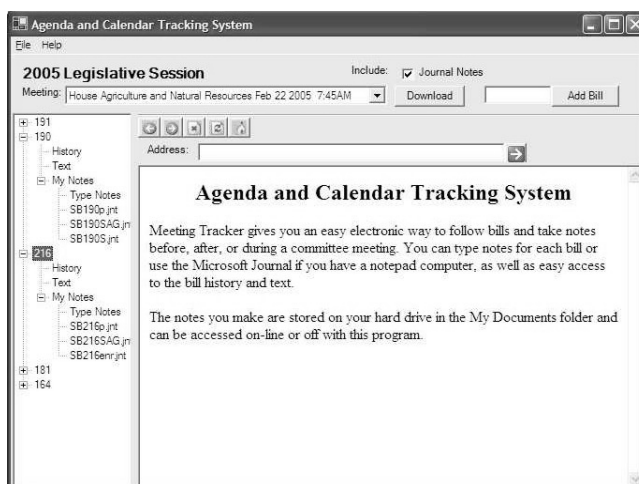 Agenda and Calendar Tracking System
File Help
2005 Legislative Session
Include: Journal Notes
Meeting: House Agriculture and Natural Resources Feb 22 2005 7:45AM Download Add Bill
191
190
History
Text
My Notes
Type Notes
SB190p.jnt
SB190SAG.jn
SB190S.jnt
216
History
Text
My Notes
Type Notes
SB216p.jnt
SB216SAG.jn
SB216enr.jnt
181
164
Address:
Agenda and Calendar Tracking System
Meeting Tracker gives you an easy electronic way to follow bills and take notes
before, after, or during a committee meeting. You can type notes for each bill or
use the Microsoft Journal if you have a notepad computer, as well as easy access
to the bill history and text.
The notes you make are stored on your hard drive in the My Documents folder and
can be accessed on-line or off with this program.